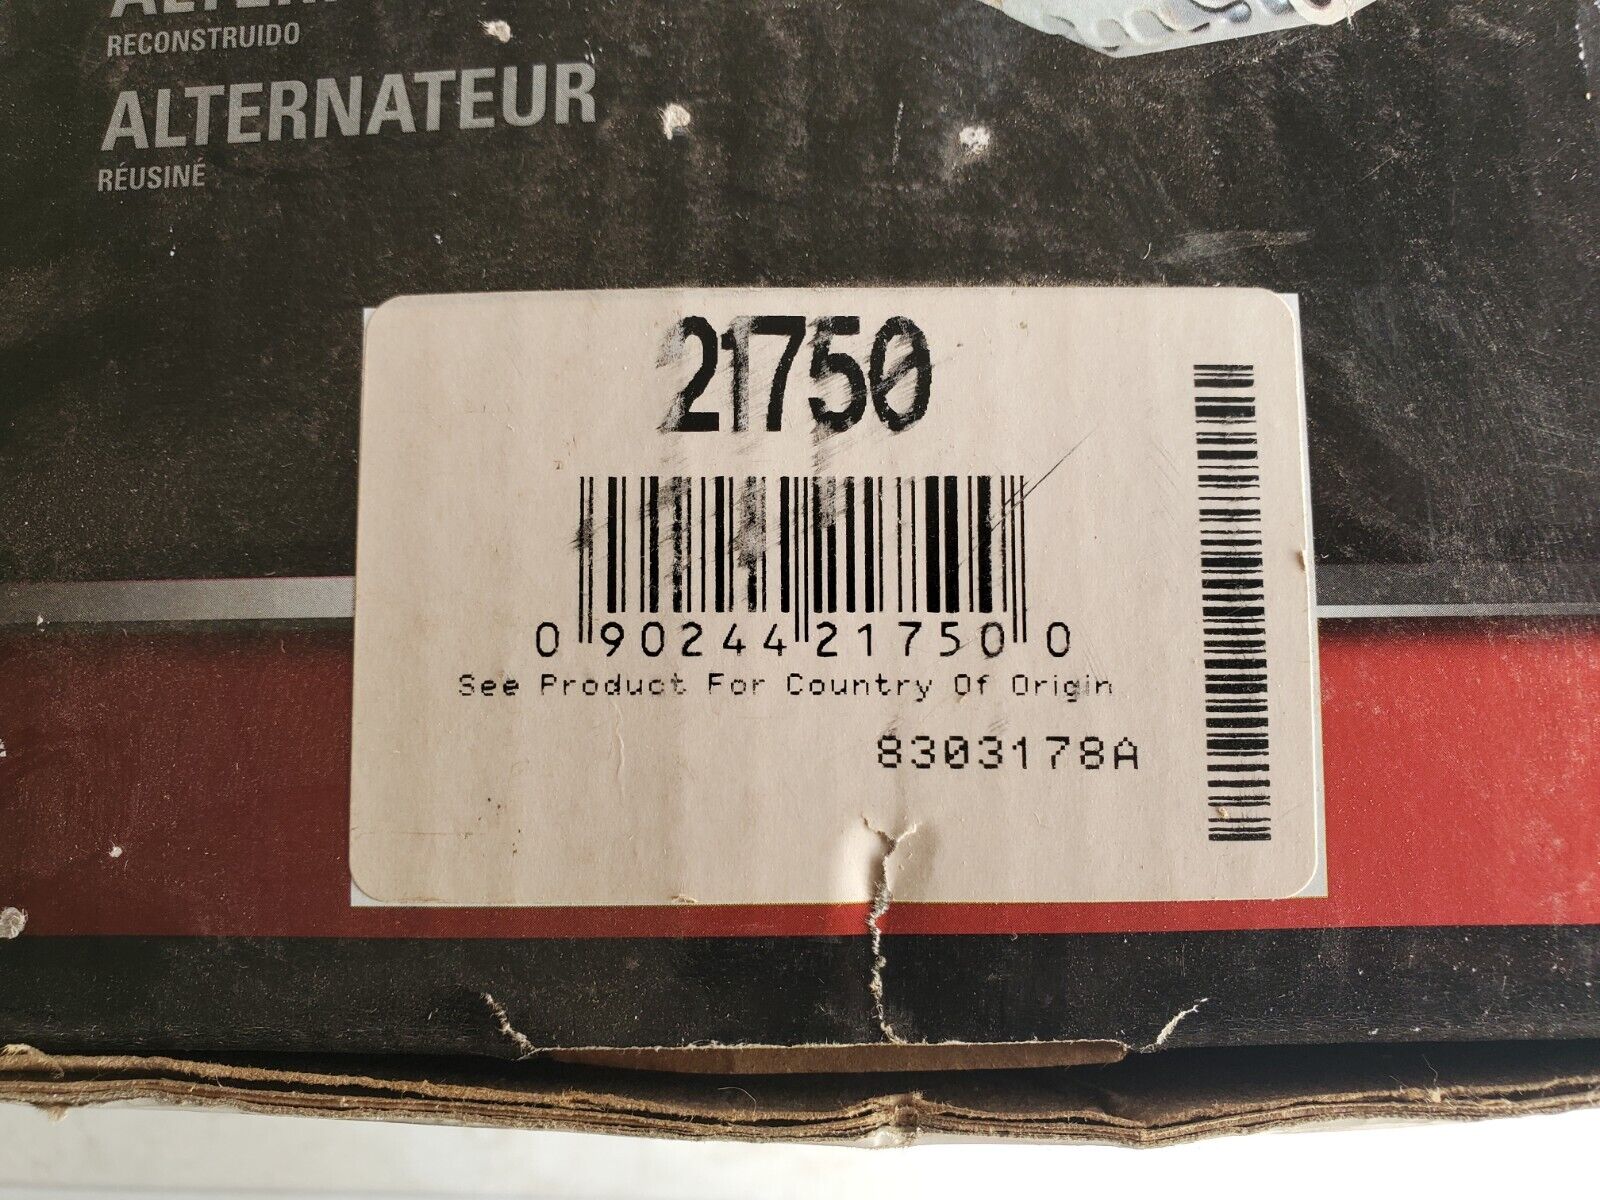 RECONSTRUIDO
ALTERNATEUR
RÉUSINÉ
21750
0 90244 21750 0
See Product For Country Of Origin
8303178A